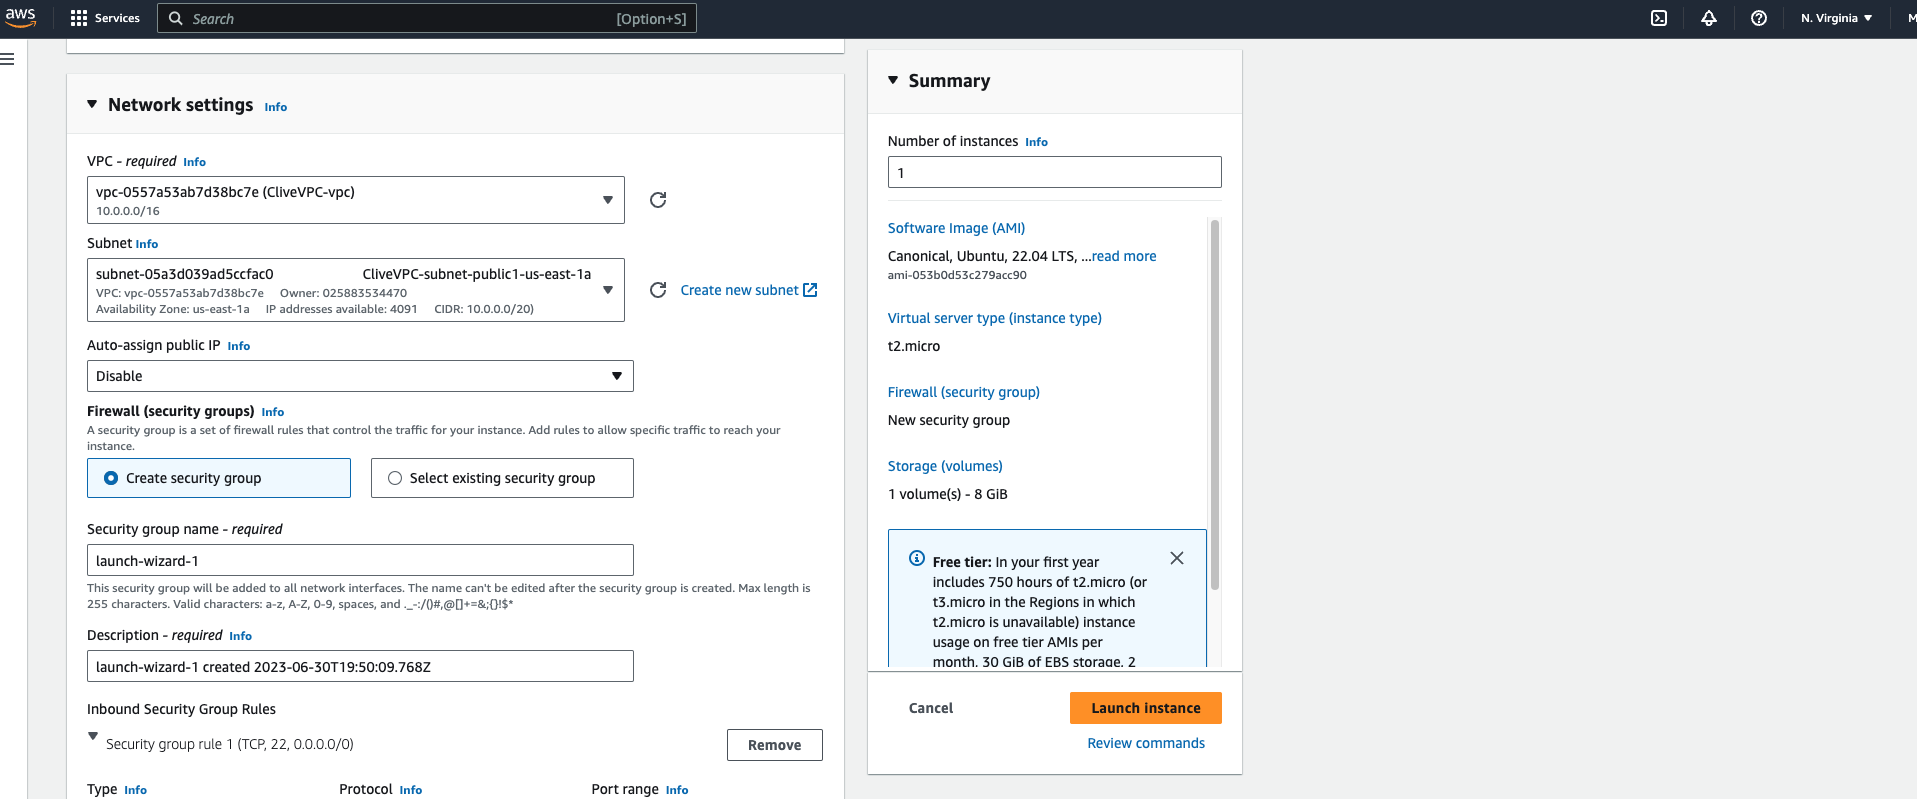 aws
Services
Search
[Option+S]
N. Virginia
M
Network settings Info
VPC - required Info
vpc-0557a53ab7d38bc7e (CliveVPC-vpc)
10.0.0.0/16
Subnet Info
subnet-05a3d039ad5ccfac0 CliveVPC-subnet-public1-us-east-1a
VPC: vpc-0557a53ab7d38bc7e Owner: 025883534470
Availability Zone: us-east-1a IP addresses available: 4091 CIDR: 10.0.0.0/20)
Create new subnet
Auto-assign public IP Info
Disable
Firewall (security groups) Info
A security group is a set of firewall rules that control the traffic for your instance. Add rules to allow specific traffic to reach your
instance.
Create security group
Select existing security group
Security group name - required
launch-wizard-1
This security group will be added to all network interfaces. The name can't be edited after the security group is created. Max length is
255 characters. Valid characters: a-z, A-Z, 0-9, spaces, and ._-:/()#,@[]+=&;{}!$*
Description - required Info
launch-wizard-1 created 2023-06-30T19:50:09.768Z
Inbound Security Group Rules
Security group rule 1 (TCP, 22, 0.0.0.0/0)
Remove
Type Info
Protocol Info
Port range Info
Summary
Number of instances Info
1
Software Image (AMI)
Canonical, Ubuntu, 22.04 LTS, ...read more
ami-053b0d53c279acc90
Virtual server type (instance type)
t2.micro
Firewall (security group)
New security group
Storage (volumes)
1 volume(s) - 8 GiB
Free tier: In your first year
includes 750 hours of t2.micro (or
t3.micro in the Regions in which
t2.micro is unavailable) instance
usage on free tier AMIs per
month, 30 GiB of EBS storage, 2
Cancel
Launch instance
Review commands